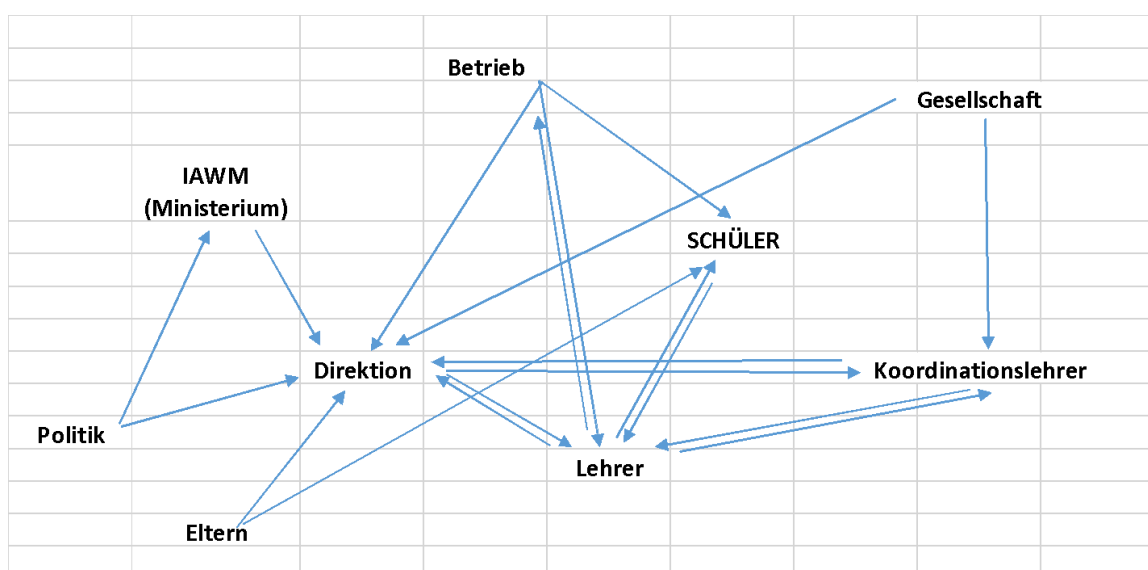 Betrieb
Gesellschaft
IAWM
(Ministerium)
SCHÜLER
Direktion
Koordinationslehrer
Politik
Lehrer
Eltern